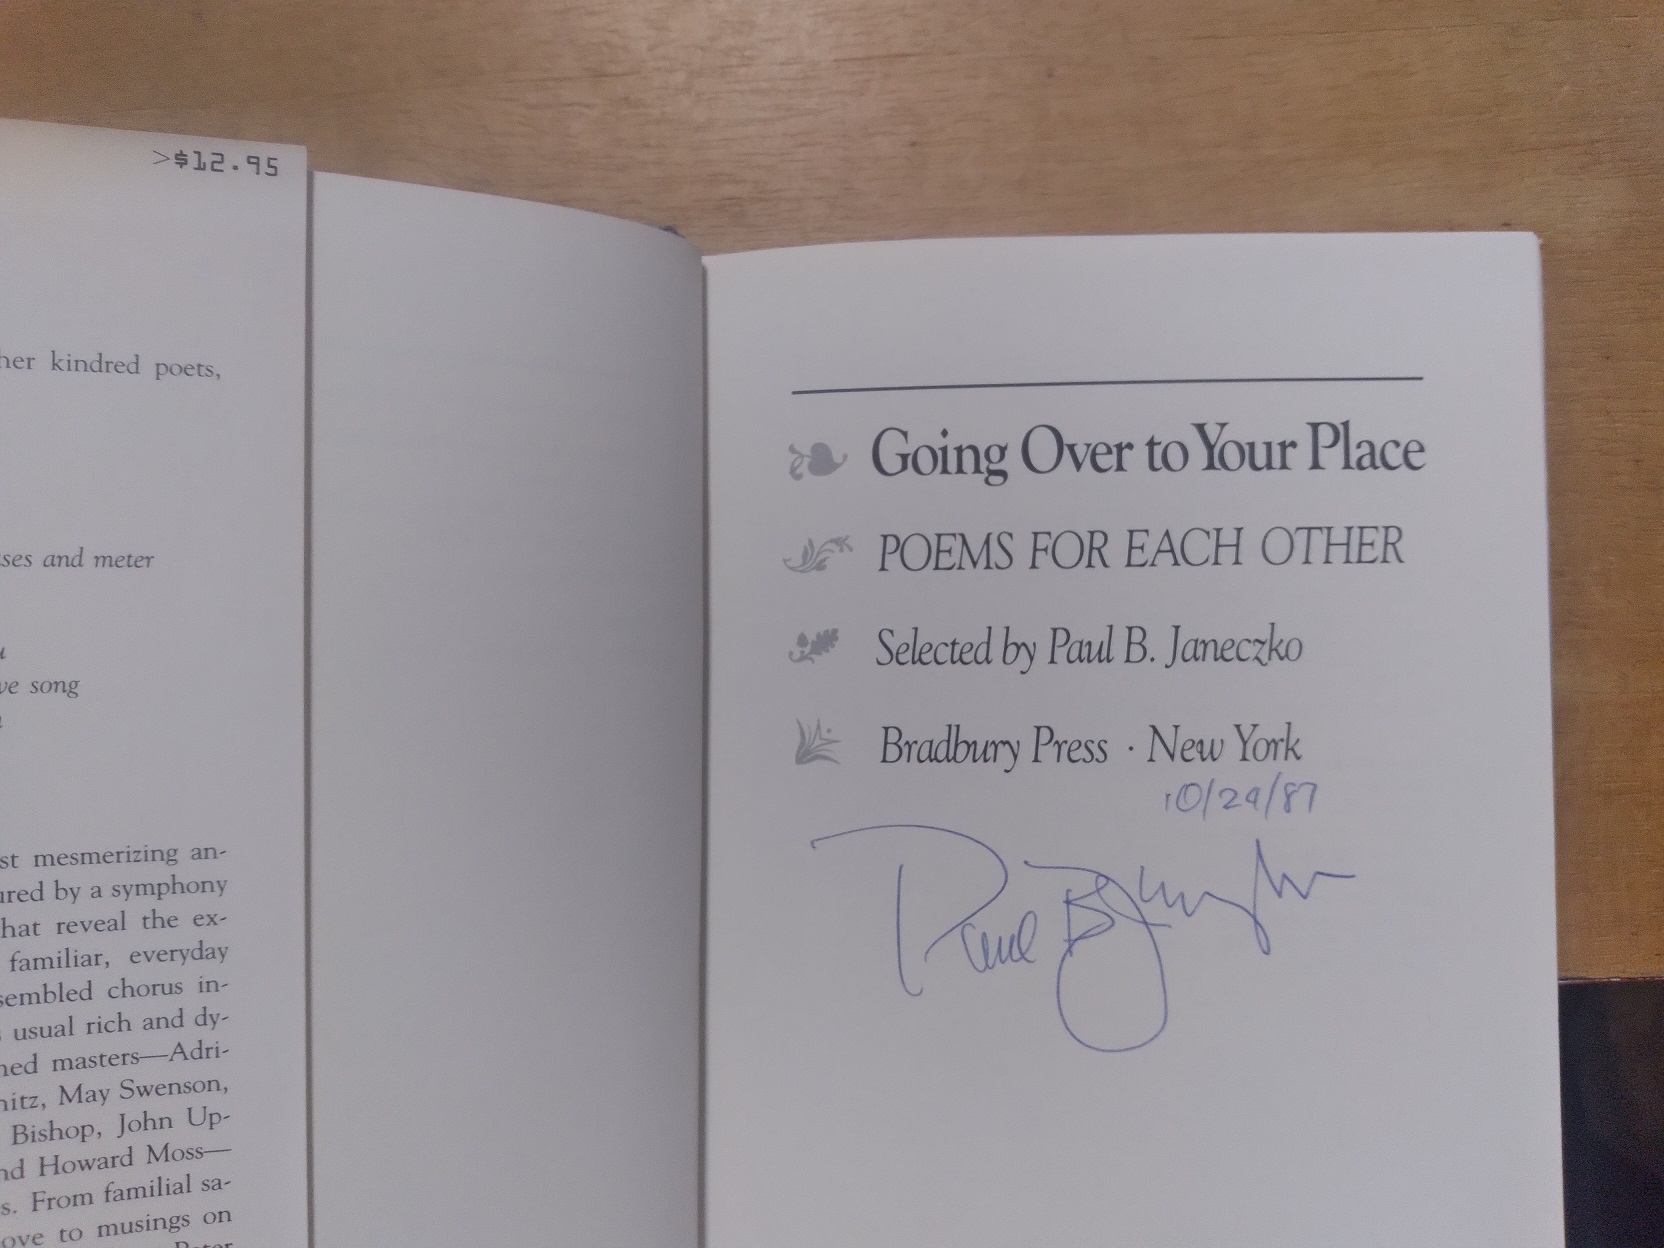 >$12.95
her kindred poets,
ses and meter
ve song
st mesmerizing an-
ured by a symphony
hat reveal the ex-
familiar, everyday
sembled chorus in-
usual rich and dy-
ned masters—Adri-
nitz, May Swenson,
Bishop, John Up-
nd Howard Moss—
s. From familial sa-
ove to musings on
Going Over to Your Place
POEMS FOR EACH OTHER
Selected by Paul B. Janeczko
Bradbury Press · New York
10/29/87
Paul B Janeczko